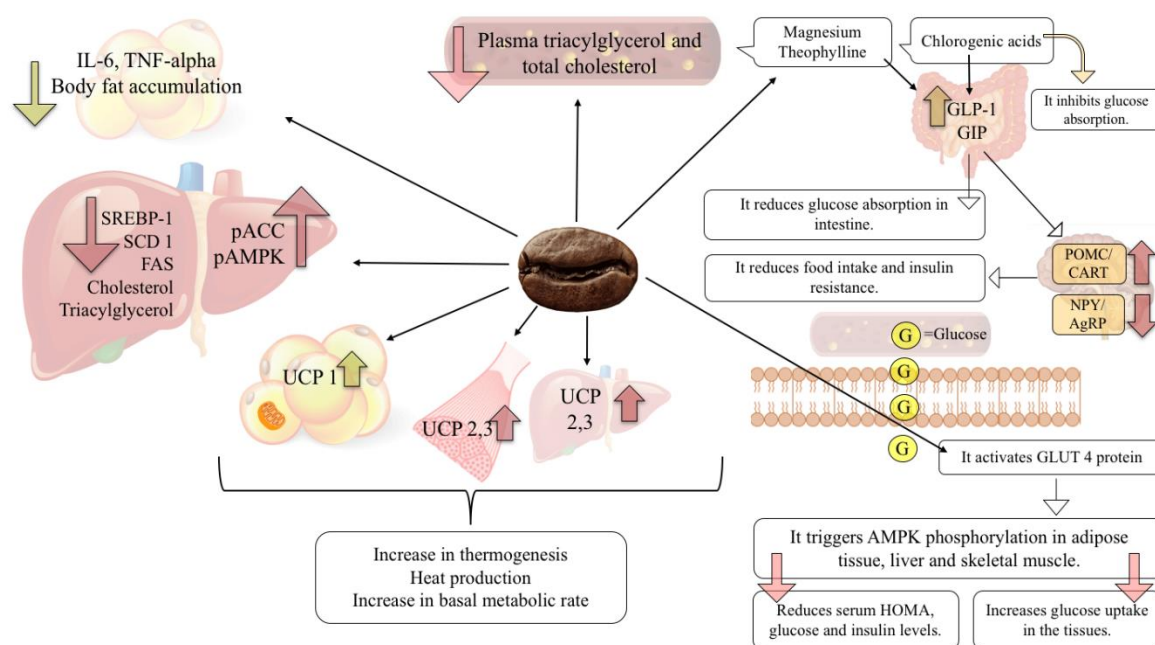 IL-6, TNF-alpha
Body fat accumulation
Plasma triacylglycerol and
total cholesterol
Magnesium
Theophylline
Chlorogenic acids
It inhibits glucose
absorption.
GLP-1
GIP
SREBP-1
SCD 1
FAS
Cholesterol
Triacylglycerol
pACC
pAMPK
It reduces glucose absorption in
intestine.
It reduces food intake and insulin
resistance.
POMC/
CART
NPY/
AgRP
G =Glucose
G
G
G
UCP 1
UCP 2,3
UCP
2,3
It activates GLUT 4 protein
Increase in thermogenesis
Heat production
Increase in basal metabolic rate
It triggers AMPK phosphorylation in adipose
tissue, liver and skeletal muscle.
Reduces serum HOMA,
glucose and insulin levels.
Increases glucose uptake
in the tissues.